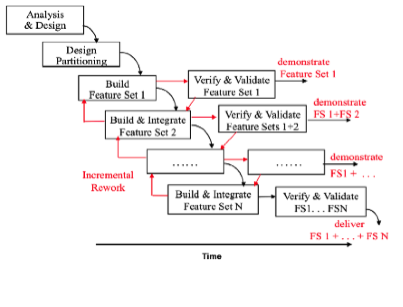 Analysis
& Design
Design
Partitioning
demonstrate
Feature Set 1
Build
Feature Set 1
Verify & Validate
Feature Set 1
demonstrate
FS 1+FS 2
Build & Integrate
Feature Set 2
Verify & Validate
Feature Sets 1+2
......
......
demonstrate
FS1 + ...
Incremental
Rework
Build & Integrate
Feature Set N
Verify & Validate
FS1. . . FSN
deliver
FS 1 + . . . + FS N
Time